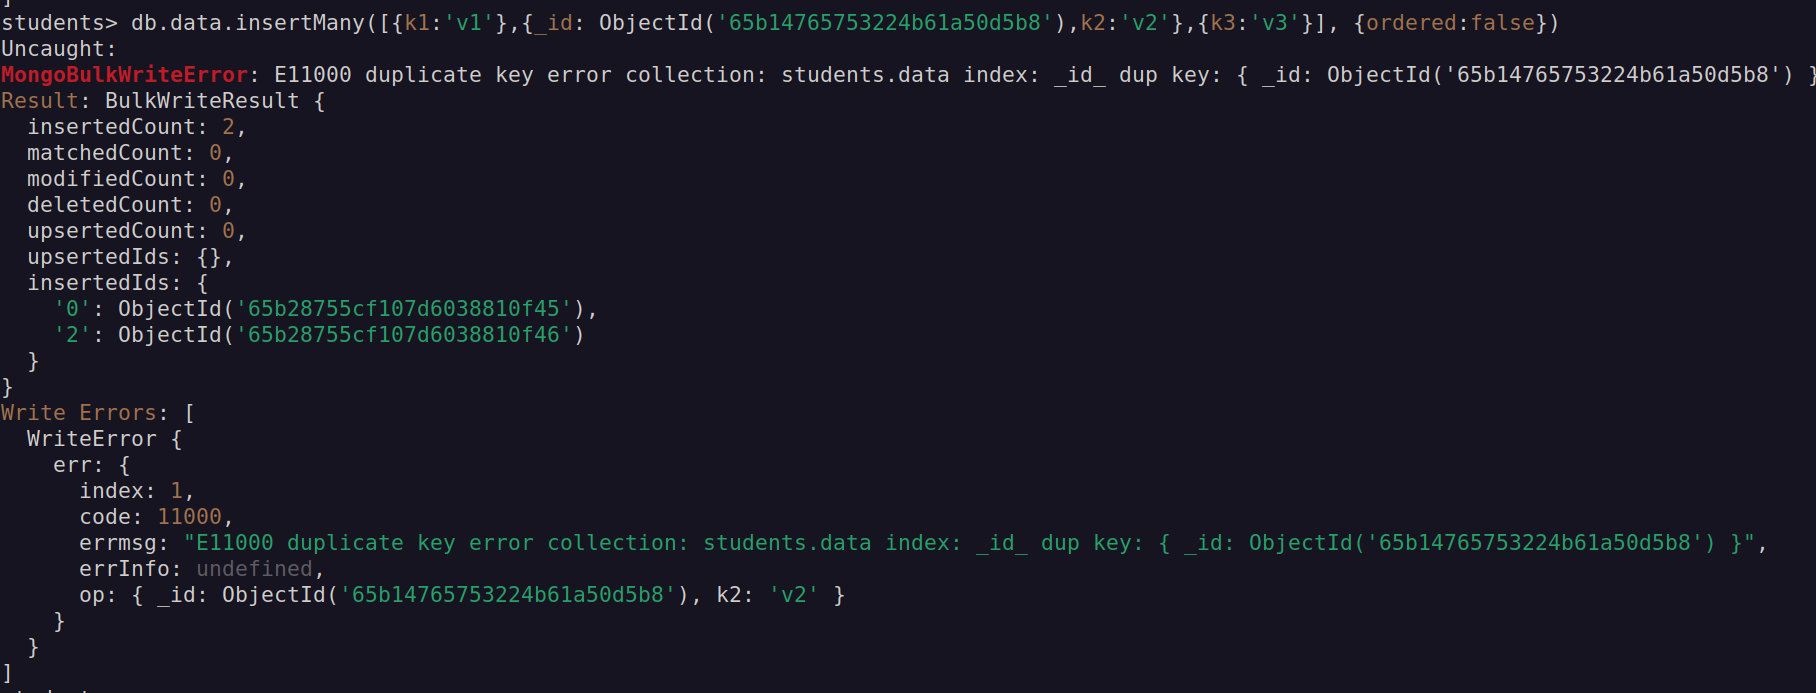 ]
students> db.data.insertMany([{k1:'v1'},{_id: ObjectId('65b14765753224b61a50d5b8'),k2:'v2'},{k3:'v3'}], {ordered:false})
Uncaught:
MongoBulkWriteError: E11000 duplicate key error collection: students.data index: _id_ dup key: { _id: ObjectId('65b14765753224b61a50d5b8') }
Result: BulkWriteResult {
  insertedCount: 2,
  matchedCount: 0,
  modifiedCount: 0,
  deletedCount: 0,
  upsertedCount: 0,
  upsertedIds: {},
  insertedIds: {
    '0': ObjectId('65b28755cf107d6038810f45'),
    '2': ObjectId('65b28755cf107d6038810f46')
  }
}
Write Errors: [
  WriteError {
    err: {
      index: 1,
      code: 11000,
      errmsg: "E11000 duplicate key error collection: students.data index: _id_ dup key: { _id: ObjectId('65b14765753224b61a50d5b8') }",
      errInfo: undefined,
      op: { _id: ObjectId('65b14765753224b61a50d5b8'), k2: 'v2' }
    }
  }
]